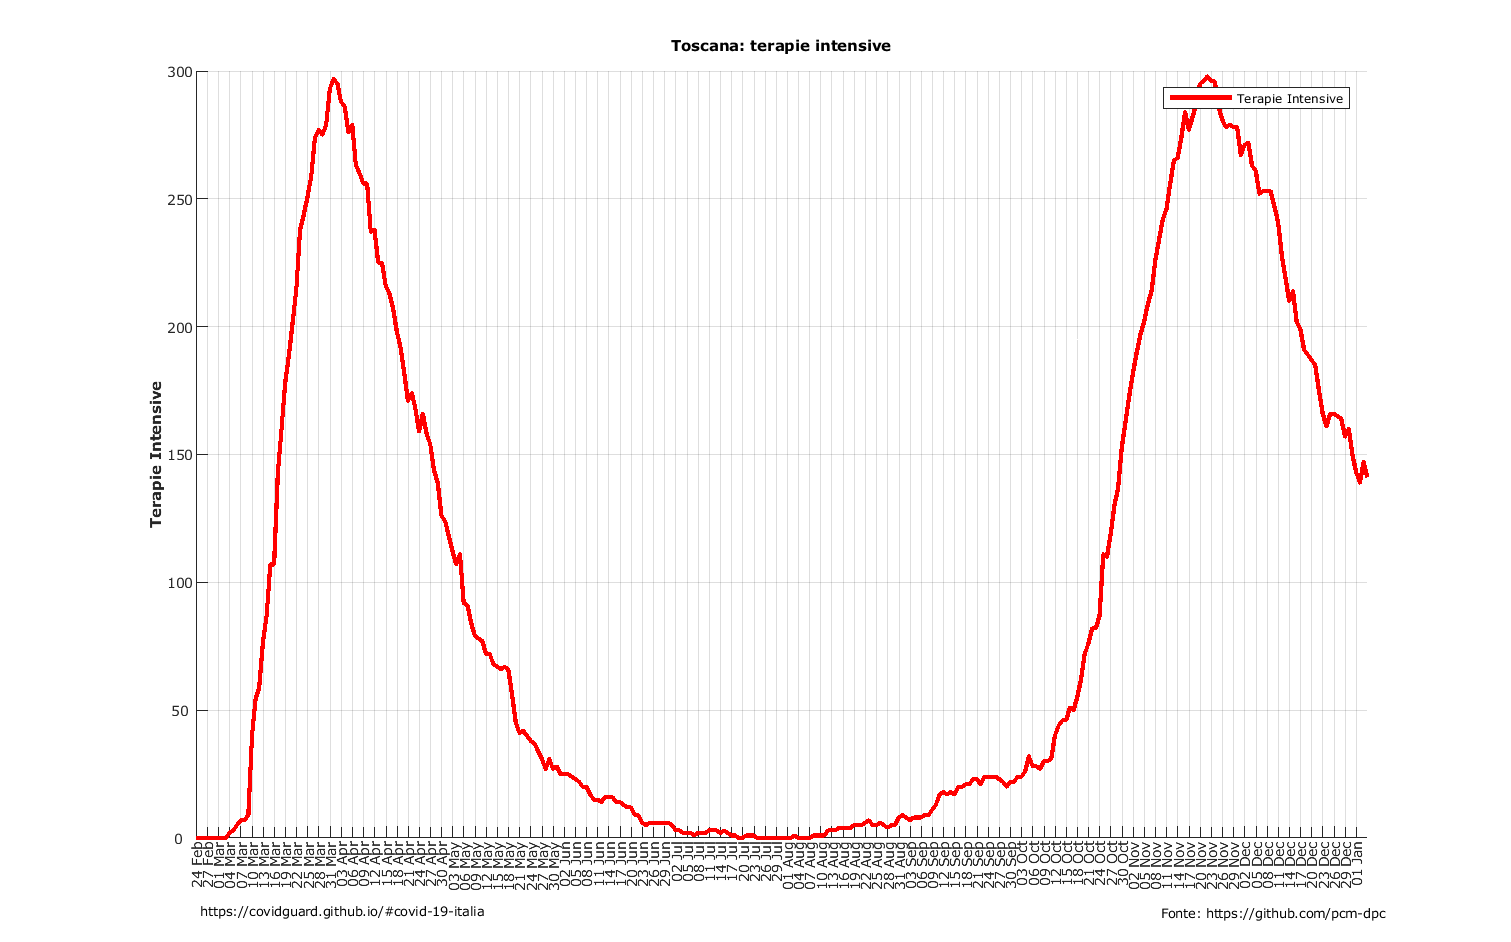 Toscana: terapie intensive
Terapie Intensive
300
250
200
150
100
50
0
Terapie Intensive
24 Feb
27 Feb
01 Mar
04 Mar
07 Mar
10 Mar
13 Mar
16 Mar
19 Mar
22 Mar
25 Mar
28 Mar
31 Mar
03 Apr
06 Apr
09 Apr
12 Apr
15 Apr
18 Apr
21 Apr
24 Apr
27 Apr
30 Apr
03 May
06 May
09 May
12 May
15 May
18 May
21 May
24 May
27 May
30 May
02 Jun
05 Jun
08 Jun
11 Jun
14 Jun
17 Jun
20 Jun
23 Jun
26 Jun
29 Jun
02 Jul
05 Jul
08 Jul
11 Jul
14 Jul
17 Jul
20 Jul
23 Jul
26 Jul
29 Jul
01 Aug
04 Aug
07 Aug
10 Aug
13 Aug
16 Aug
19 Aug
22 Aug
25 Aug
28 Aug
31 Aug
03 Sep
06 Sep
09 Sep
12 Sep
15 Sep
18 Sep
21 Sep
24 Sep
27 Sep
30 Sep
03 Oct
06 Oct
09 Oct
12 Oct
15 Oct
18 Oct
21 Oct
24 Oct
27 Oct
30 Oct
02 Nov
05 Nov
08 Nov
11 Nov
14 Nov
17 Nov
20 Nov
23 Nov
26 Nov
29 Nov
02 Dec
05 Dec
08 Dec
11 Dec
14 Dec
17 Dec
20 Dec
23 Dec
26 Dec
29 Dec
01 Jan
https://covidguard.github.io/#covid-19-italia
Fonte: https://github.com/pcm-dpc